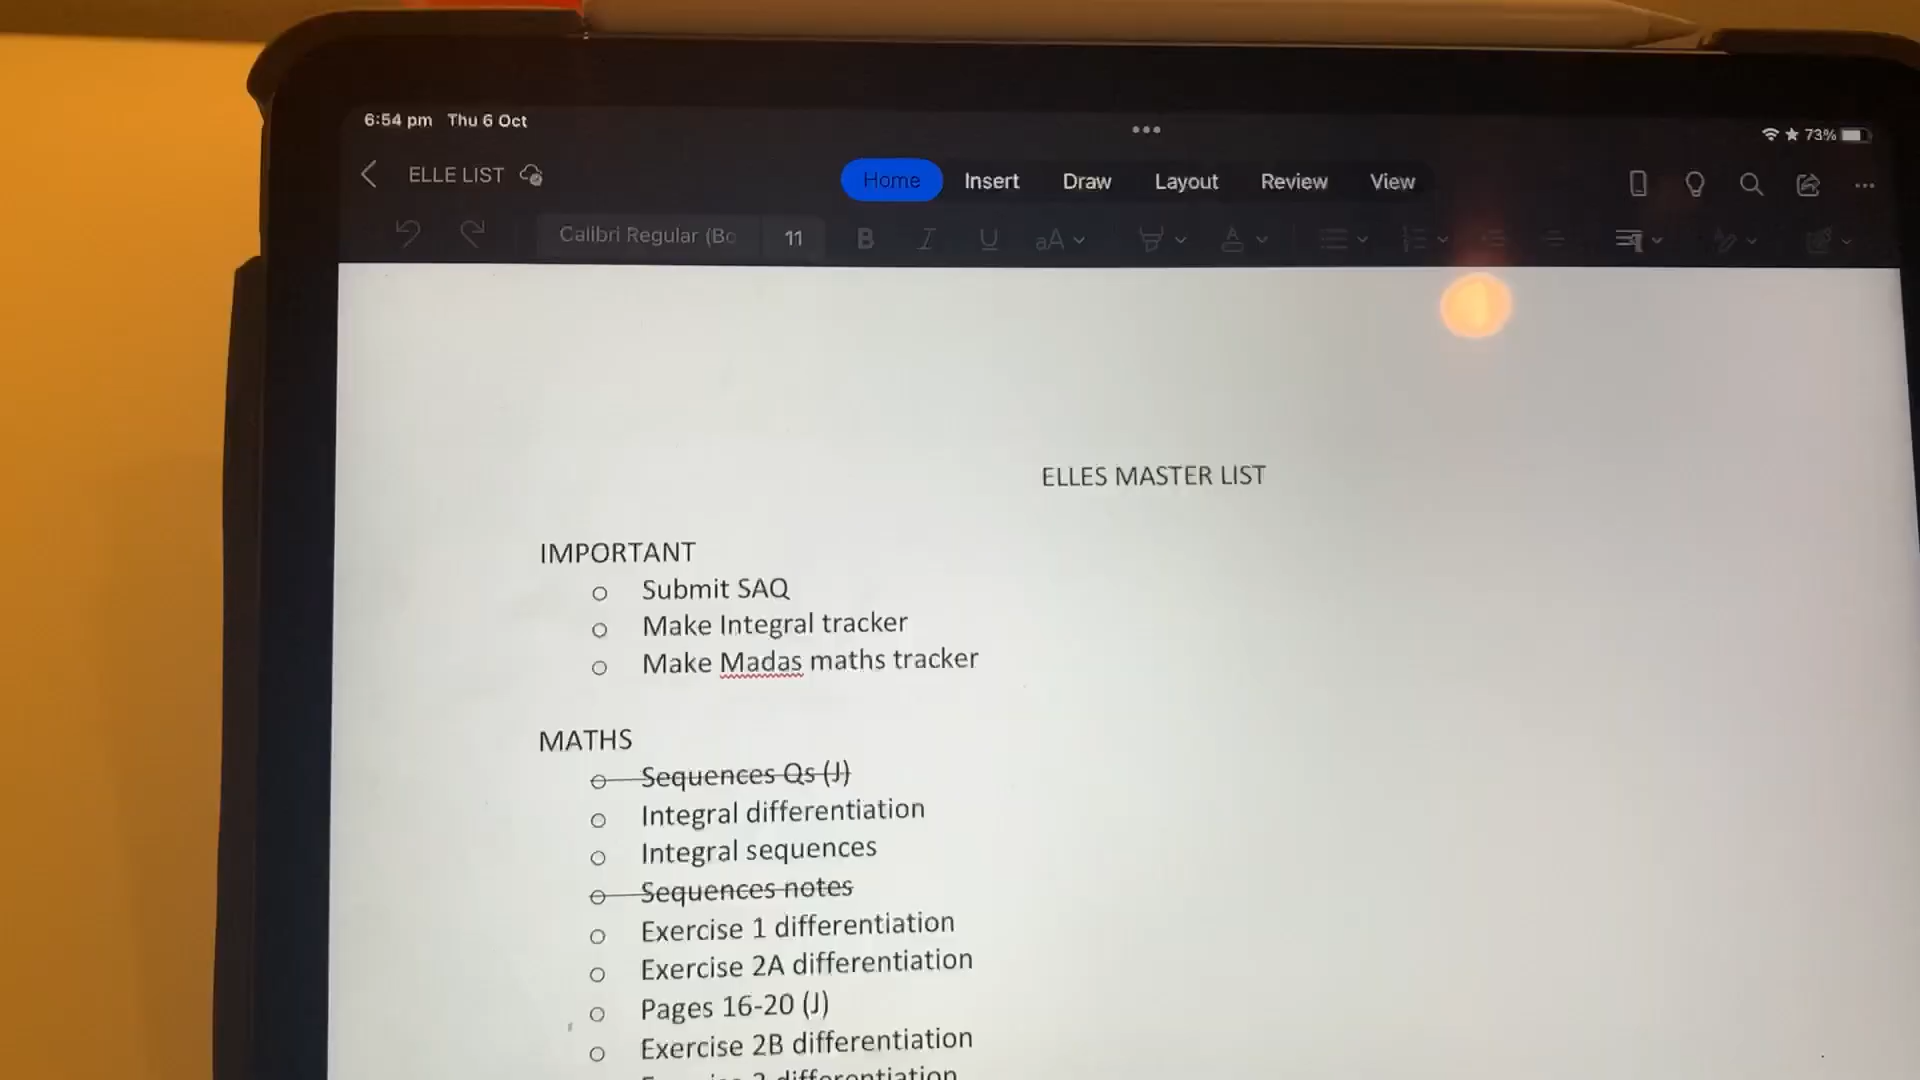 6:54 pm Thu 6 Oct
73%
ELLE LIST
Home Insert Draw Layout Review View
Calibri Regular (Bo 11 B I U aA
ELLES MASTER LIST
IMPORTANT
Submit SAQ
Make Integral tracker
Make Madas maths tracker
MATHS
Sequences Qs (J)
Integral differentiation
Integral sequences
Sequences notes
Exercise 1 differentiation
Exercise 2A differentiation
Pages 16-20 (J)
Exercise 2B differentiation
differentiation